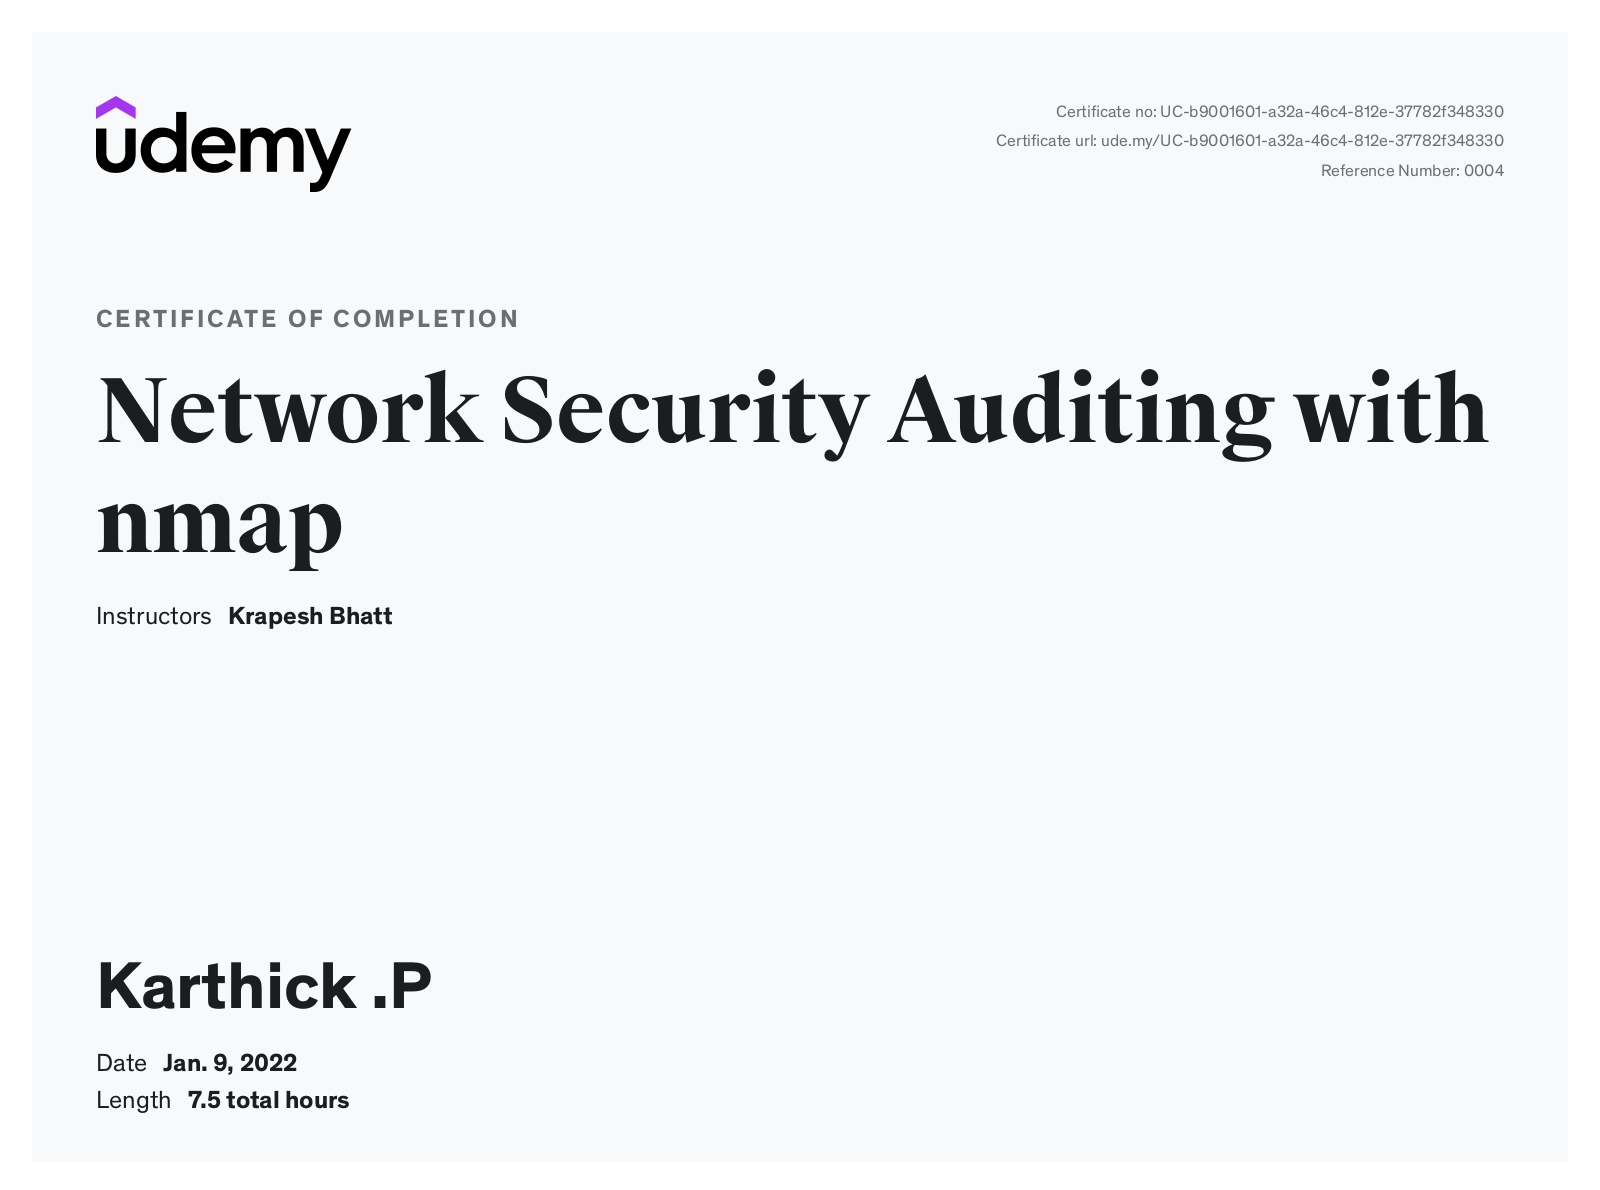 udemy
Certificate no: UC-b9001601-a32a-46c4-812e-37782f348330
Certificate url: ude.my/UC-b9001601-a32a-46c4-812e-37782f348330
Reference Number: 0004
CERTIFICATE OF COMPLETION
Network Security Auditing with
nmap
Instructors Krapesh Bhatt
Karthick .P
Date Jan. 9, 2022
Length 7.5 total hours